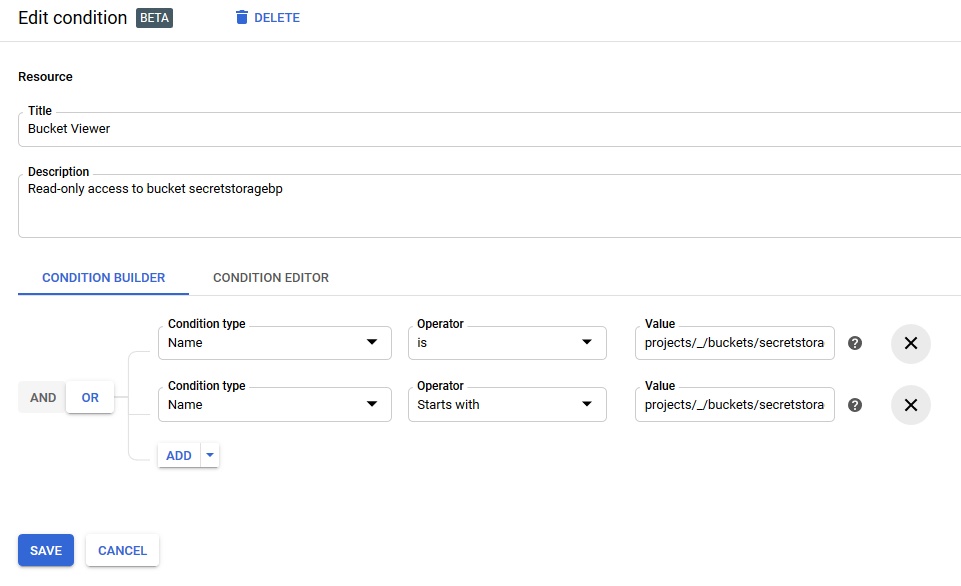 Edit condition BETA DELETE
Resource
Title
Bucket Viewer
Description
Read-only access to bucket secretstoragebp
CONDITION BUILDER CONDITION EDITOR
Condition type Operator Value
Name is projects/_/buckets/secretstora ?
AND OR
Condition type Operator Value
Name Starts with projects/_/buckets/secretstora ?
ADD
SAVE CANCEL